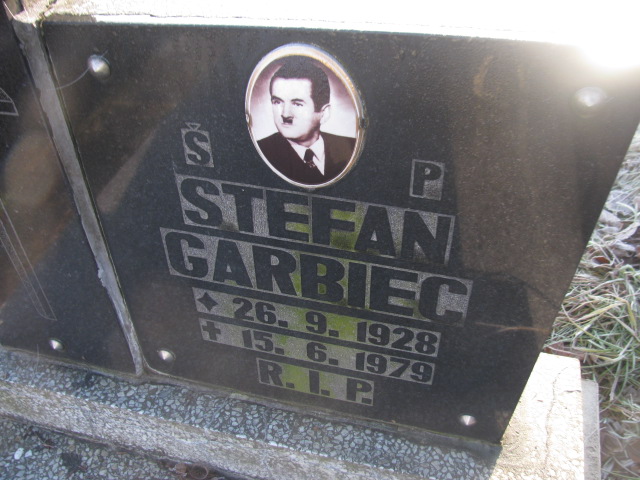 Ś P
STEFAN
GARBIEC
✦ 26. 9. 1928
✝ 15. 6. 1979
R. I. P.